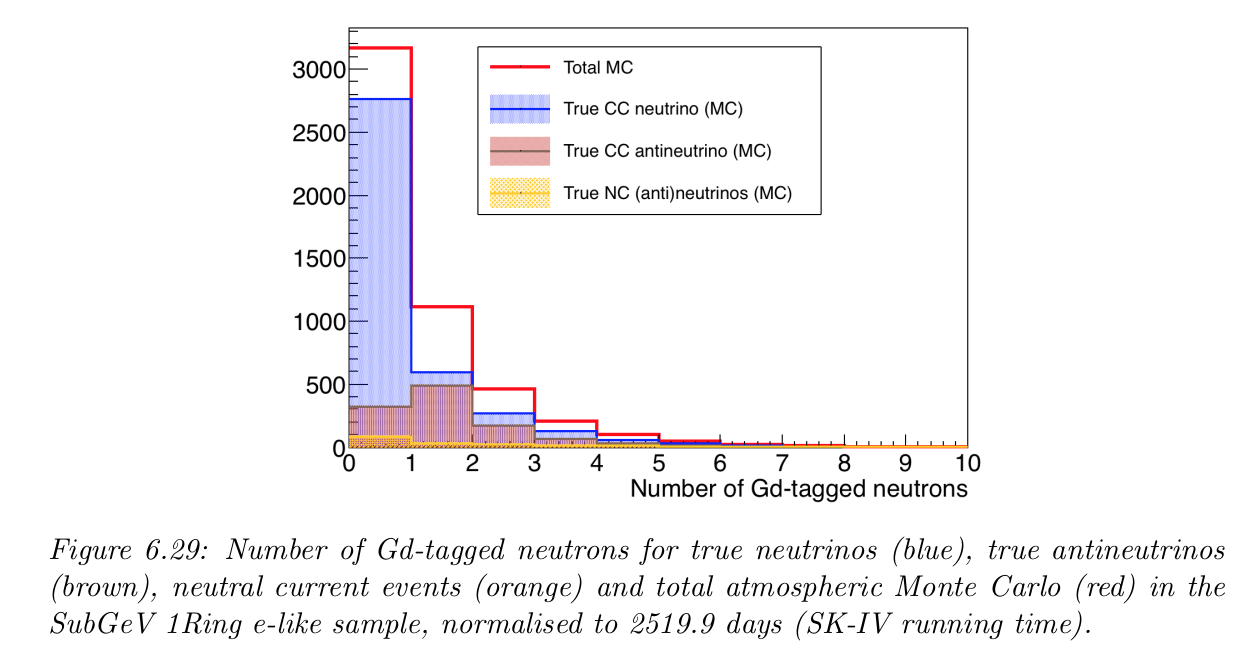 3000
2500
2000
1500
1000
500
0
Total MC
True CC neutrino (MC)
True CC antineutrino (MC)
True NC (anti)neutrinos (MC)
0 1 2 3 4 5 6 7 8 9 10
Number of Gd-tagged neutrons
Figure 6.29: Number of Gd-tagged neutrons for true neutrinos (blue), true antineutrinos
(brown), neutral current events (orange) and total atmospheric Monte Carlo (red) in the
SubGeV 1Ring e-like sample, normalised to 2519.9 days (SK-IV running time).